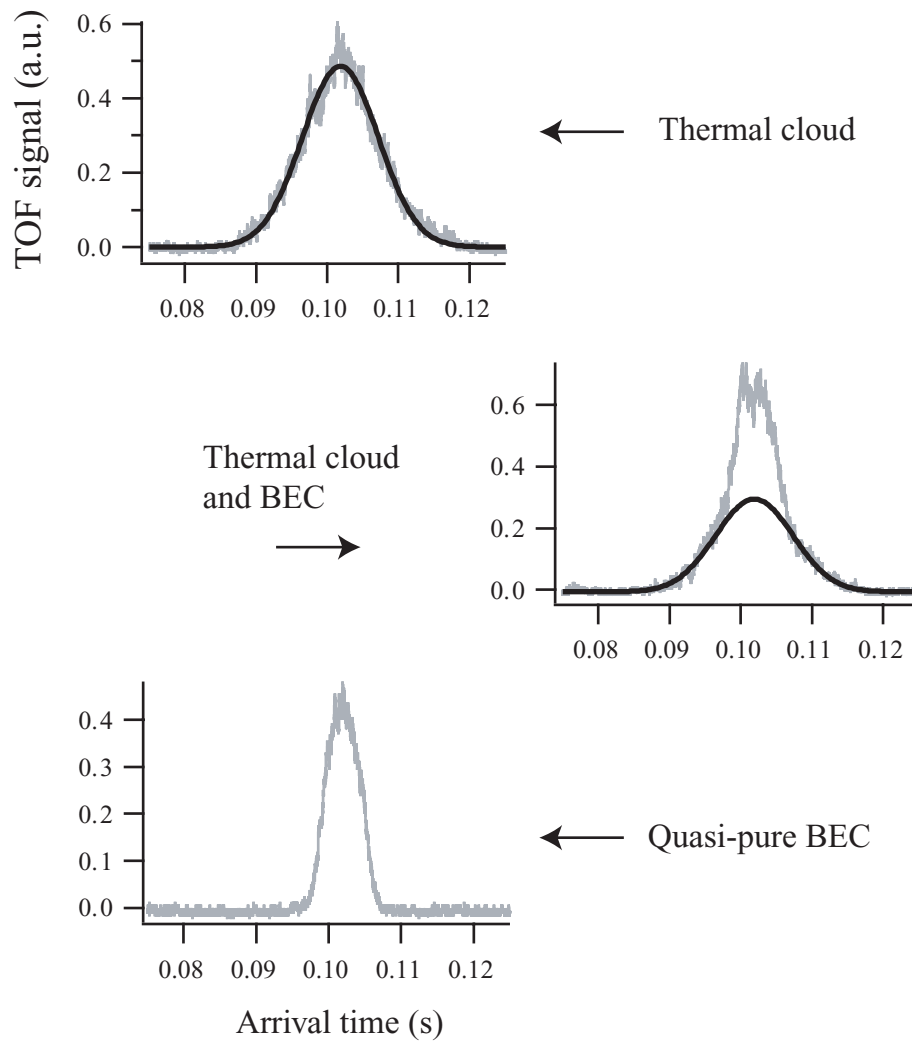 TOF signal (a.u.)
0.6
0.4
0.2
0.0
0.08 0.09 0.10 0.11 0.12
Thermal cloud
Thermal cloud
and BEC
0.6
0.4
0.2
0.0
0.08 0.09 0.10 0.11 0.12
0.4
0.3
0.2
0.1
0.0
0.08 0.09 0.10 0.11 0.12
Quasi-pure BEC
Arrival time (s)